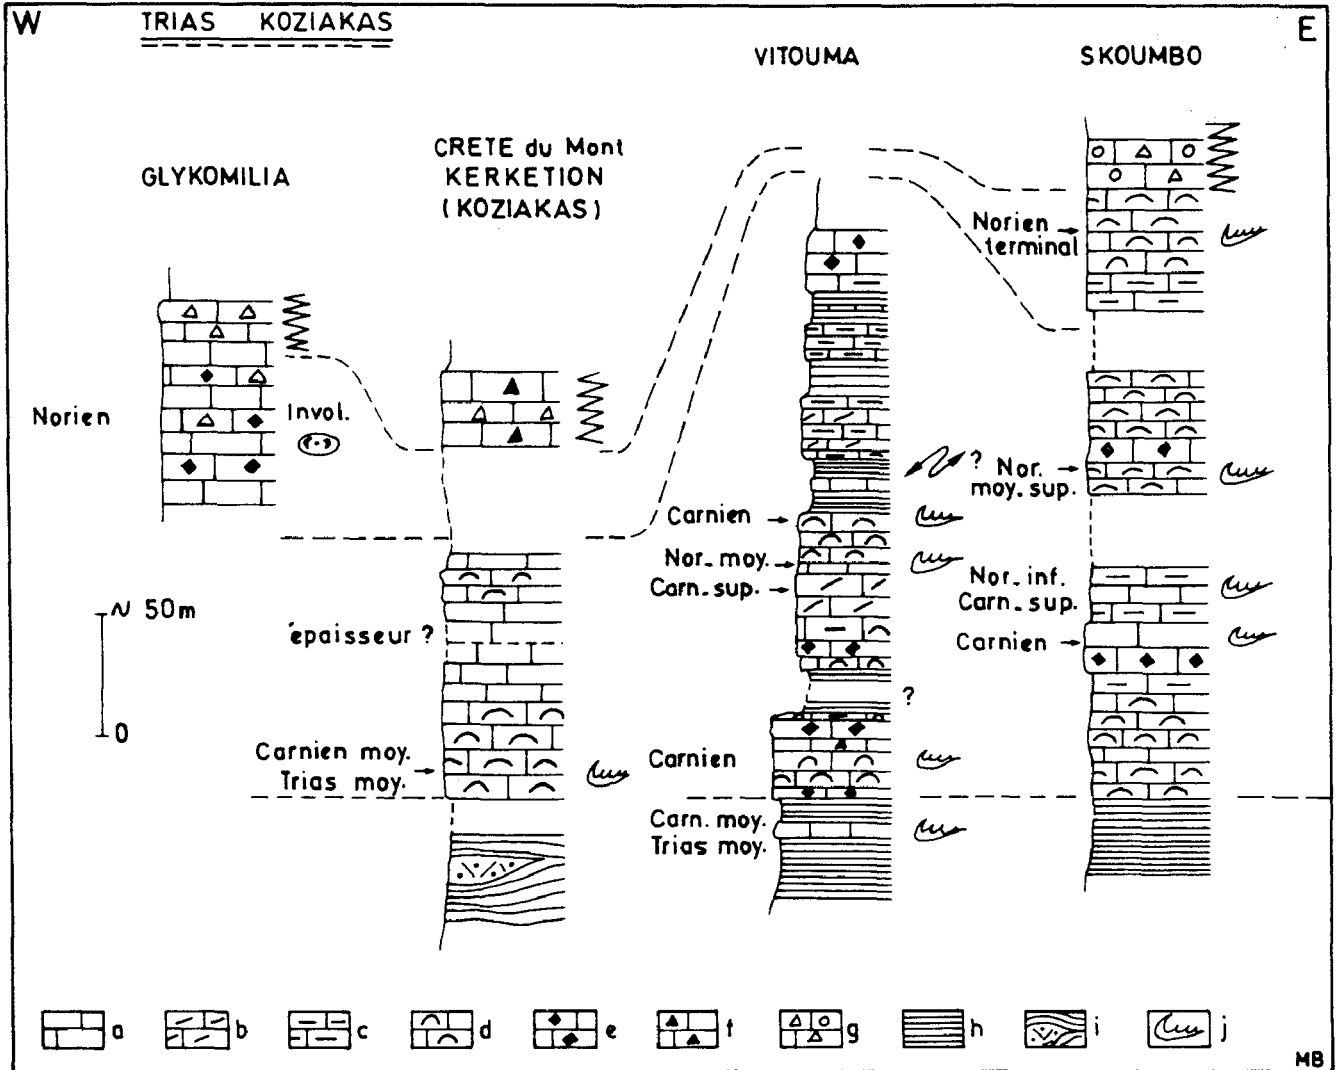 W
TRIAS KOZIAKAS
E
VITOUMA
SKOUMBO
CRETE du Mont
KERKETION
(KOZIAKAS)
GLYKOMILIA
Norien
terminal
Norien
Invol.
?
Nor.
moy. sup.
Carnien
Nor. moy.
Carn. sup.
Nor. inf.
Carn. sup.
Carnien
~ 50m
épaisseur ?
0
?
Carnien moy.
Trias moy.
Carnien
Carn. moy.
Trias moy.
a b c d e f g h i j
MB